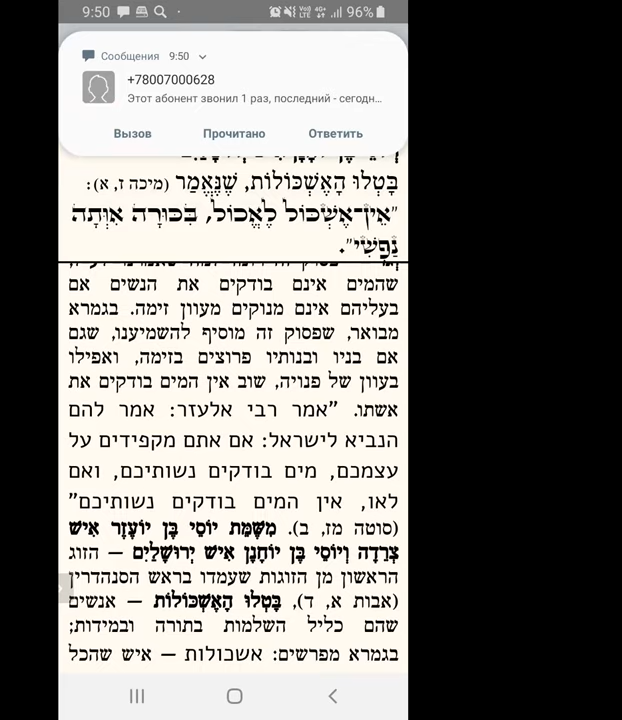 9:50
96%
Сообщения 9:50
+78007000628
Этот абонент звонил 1 раз, последний - сегодн...
Вызов Прочитано Ответить
בָּטְלוּ הָאֶשְׁכּוֹלוֹת, שֶׁנֶּאֱמַר (מיכה ז, א):
"אֵין־אֶשְׁכּוֹל לֶאֱכוֹל, בִּכּוּרָה אִוְּתָה
נַפְשִׁי".
שהמים אינם בודקים את הנשים אם
בעליהם אינם מנוקים מעוון זימה. בגמרא
מבואר, שפסוק זה מוסיף להשמיענו, שגם
אם בניו ובנותיו פרוצים בזימה, ואפילו
בעוון של פנויה, שוב אין המים בודקים את
אשתו. "אמר רבי אלעזר: אמר להם
הנביא לישראל: אם אתם מקפידים על
עצמכם, מים בודקים נשותיכם, ואם
לאו, אין המים בודקים נשותיכם"
(סוטה מז, ב). מִשֶּׁמֵּת יוֹסֵי בֶּן יוֹעֶזֶר אִישׁ
צְרֵדָה וְיוֹסֵי בֶּן יוֹחָנָן אִישׁ יְרוּשָׁלַיִם – הזוג
הראשון מן הזוגות שעמדו בראש הסנהדרין
(אבות א, ד), בָּטְלוּ הָאֶשְׁכּוֹלוֹת – אנשים
שהם כליל השלמות בתורה ובמידות;
בגמרא מפרשים: אשכולות – איש שהכל